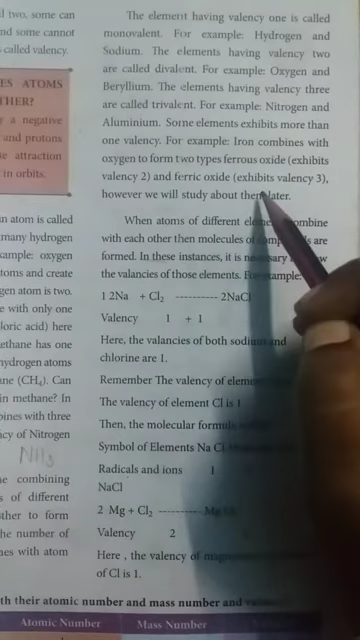 l two, some can
nd some cannot
called valency.
ES ATOMS
THER?
y a negative
and protons
e attraction
in orbits.
n atom is called
many hydrogen
ample: oxygen
toms and create
gen atom is two.
e with only one
loric acid) here
ethane has one
hydrogen atoms
ne (CH₄). Can
in methane? In
bines with three
ncy of Nitrogen
NH₃
e combining
s of different
ther to form
he number of
nes with atom
The element having valency one is called
monovalent. For example: Hydrogen and
Sodium. The elements having valency two
are called divalent. For example: Oxygen and
Beryllium. The elements having valency three
are called trivalent. For example: Nitrogen and
Aluminium. Some elements exhibits more than
one valency. For example: Iron combines with
oxygen to form two types ferrous oxide (exhibits
valency 2) and ferric oxide (exhibits valency 3),
however we will study about them later.
When atoms of different combine
with each other then molecules of are
formed. In these instances, it is
the valancies of those elements. example:
1 2Na + Cl₂ ---------- 2NaCl
Valency 1 + 1
Here, the valancies of both sodium and
chlorine are 1.
Remember The valency of
The valency of element Cl is 1
Then, the molecular formula
Symbol of Elements Na Cl
Radicals and ions 1
NaCl
2 Mg + Cl₂ ----------
Valency 2
Here , the valency of
of Cl is 1.
th their atomic number and mass number and
Atomic Number Mass Number